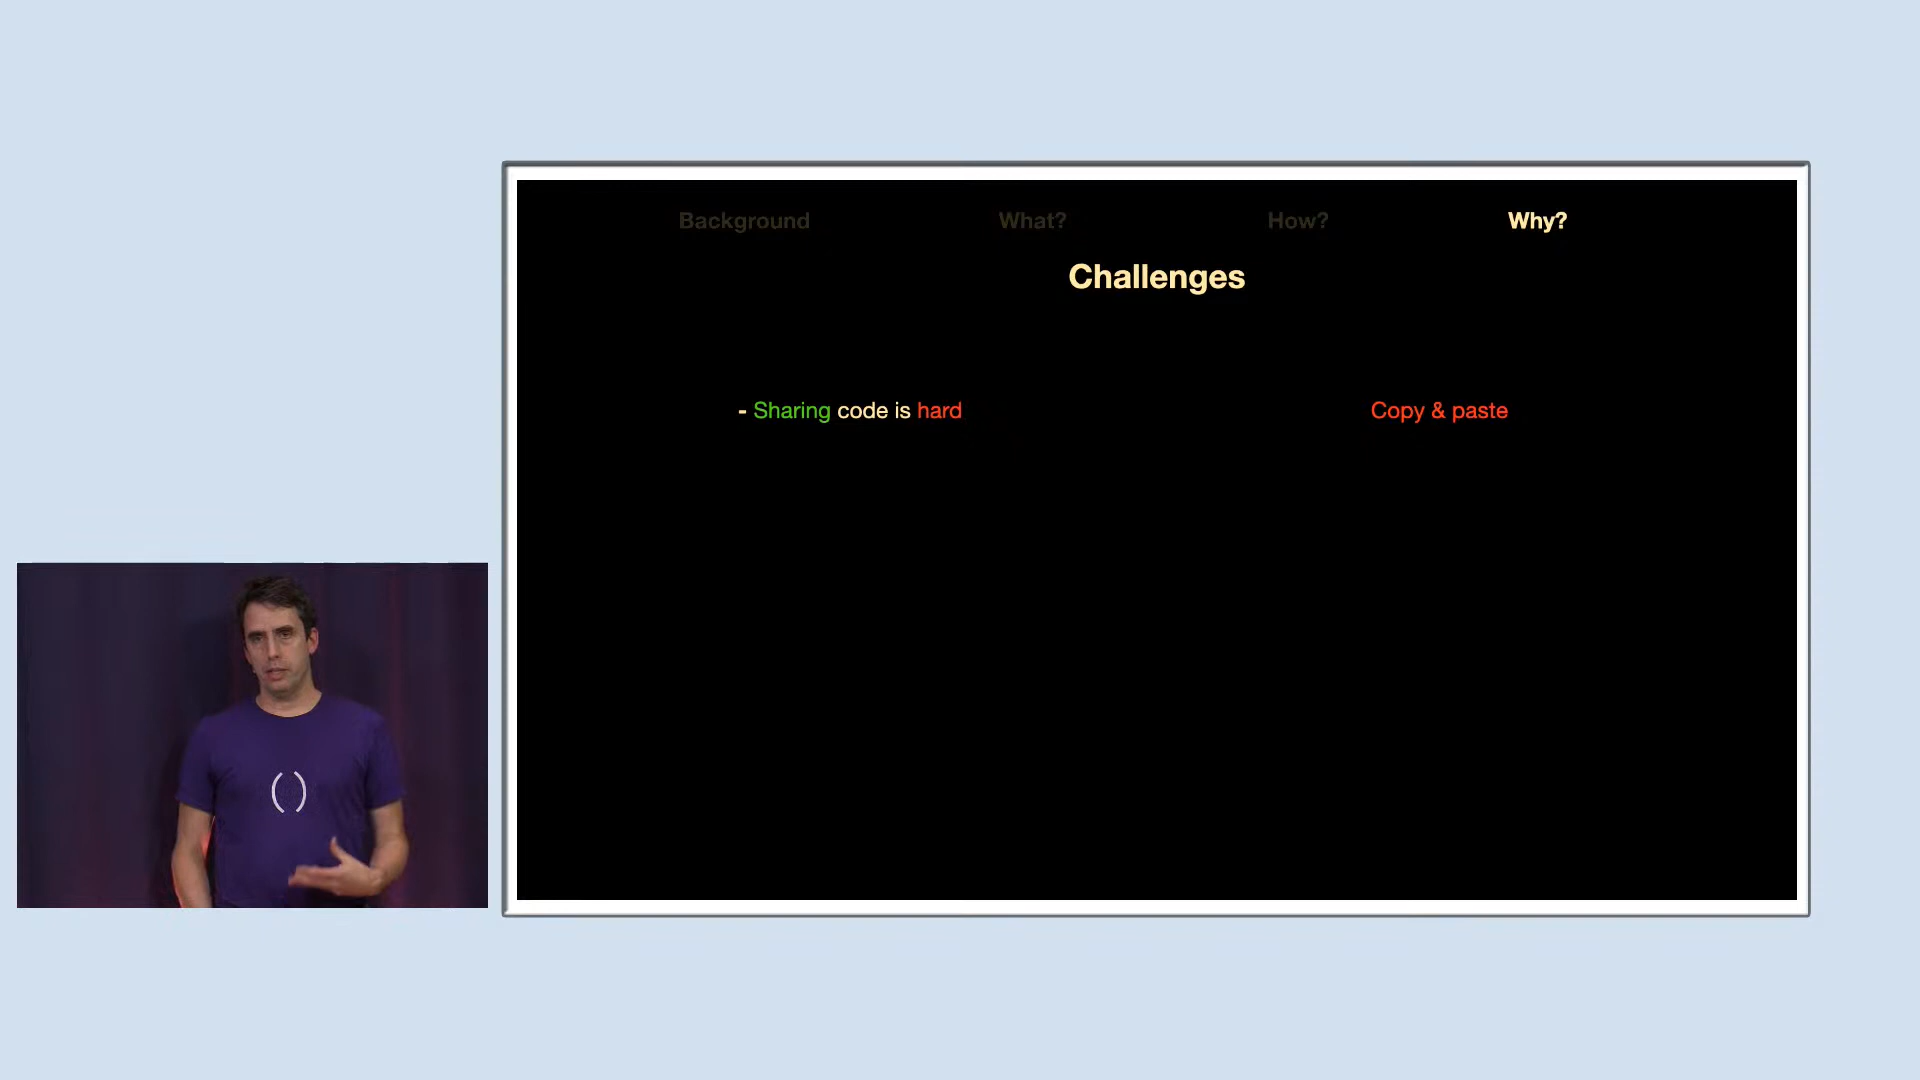 Background What? How? Why?
Challenges
- Sharing code is hard Copy & paste
( )